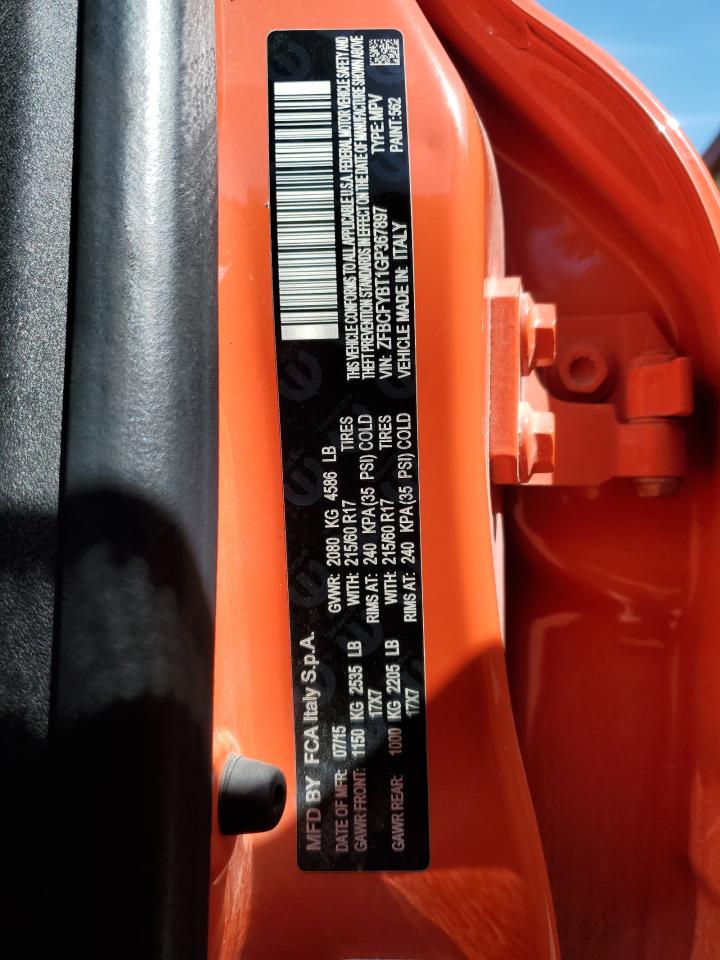 MFD BY FCA Italy S.p.A.
DATE OF MFR: 07/15 GVWR: 2080 KG 4586 LB
GAWR FRONT: 1150 KG 2535 LB WITH: 215/60 R17 TIRES
17X7 RIMS AT: 240 KPA(35 PSI) COLD
GAWR REAR: 1000 KG 2205 LB WITH: 215/60 R17 TIRES
17X7 RIMS AT: 240 KPA(35 PSI) COLD
THIS VEHICLE CONFORMS TO ALL APPLICABLE U.S.A. FEDERAL MOTOR VEHICLE SAFETY AND
THEFT PREVENTION STANDARDS IN EFFECT ON THE DATE OF MANUFACTURE SHOWN ABOVE
VIN: ZFBCFYBT1GP367897 TYPE: MPV
VEHICLE MADE IN: ITALY PAINT: 562